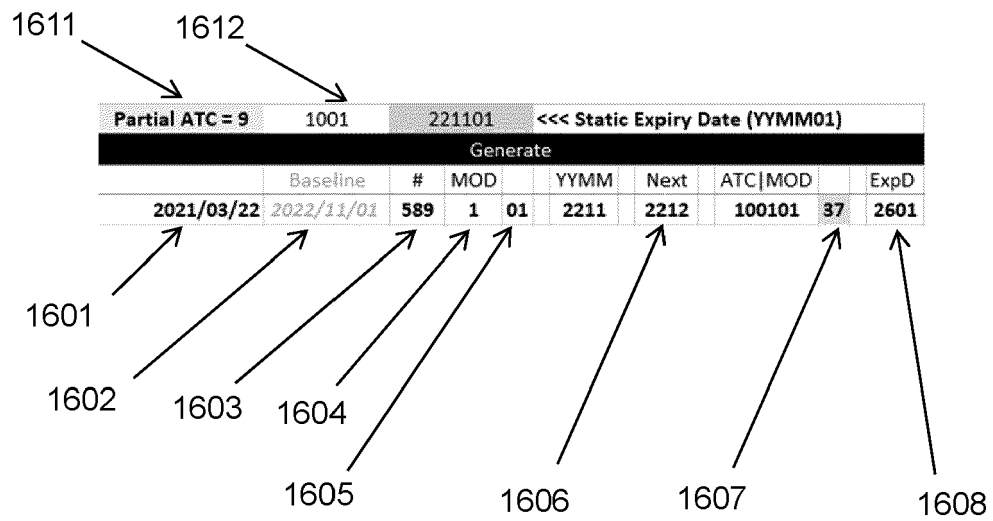 1611 1612
Partial ATC = 9 1001 221101 <<< Static Expiry Date (YYMM01)
Generate
Baseline # MOD YYMM Next ATC|MOD ExpD
2021/03/22 2022/11/01 589 1 01 2211 2212 100101 37 2601
1601
1602 1603 1604
1605 1606 1607 1608